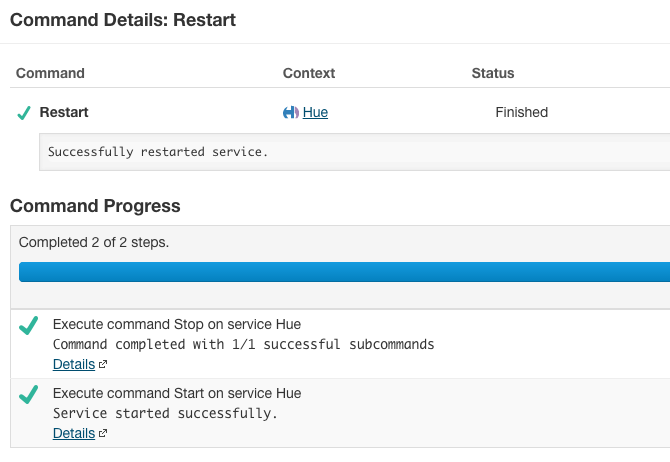 Command Details: Restart
Command Context Status
Restart Hue Finished
Successfully restarted service.
Command Progress
Completed 2 of 2 steps.
Execute command Stop on service Hue
Command completed with 1/1 successful subcommands
Details
Execute command Start on service Hue
Service started successfully.
Details